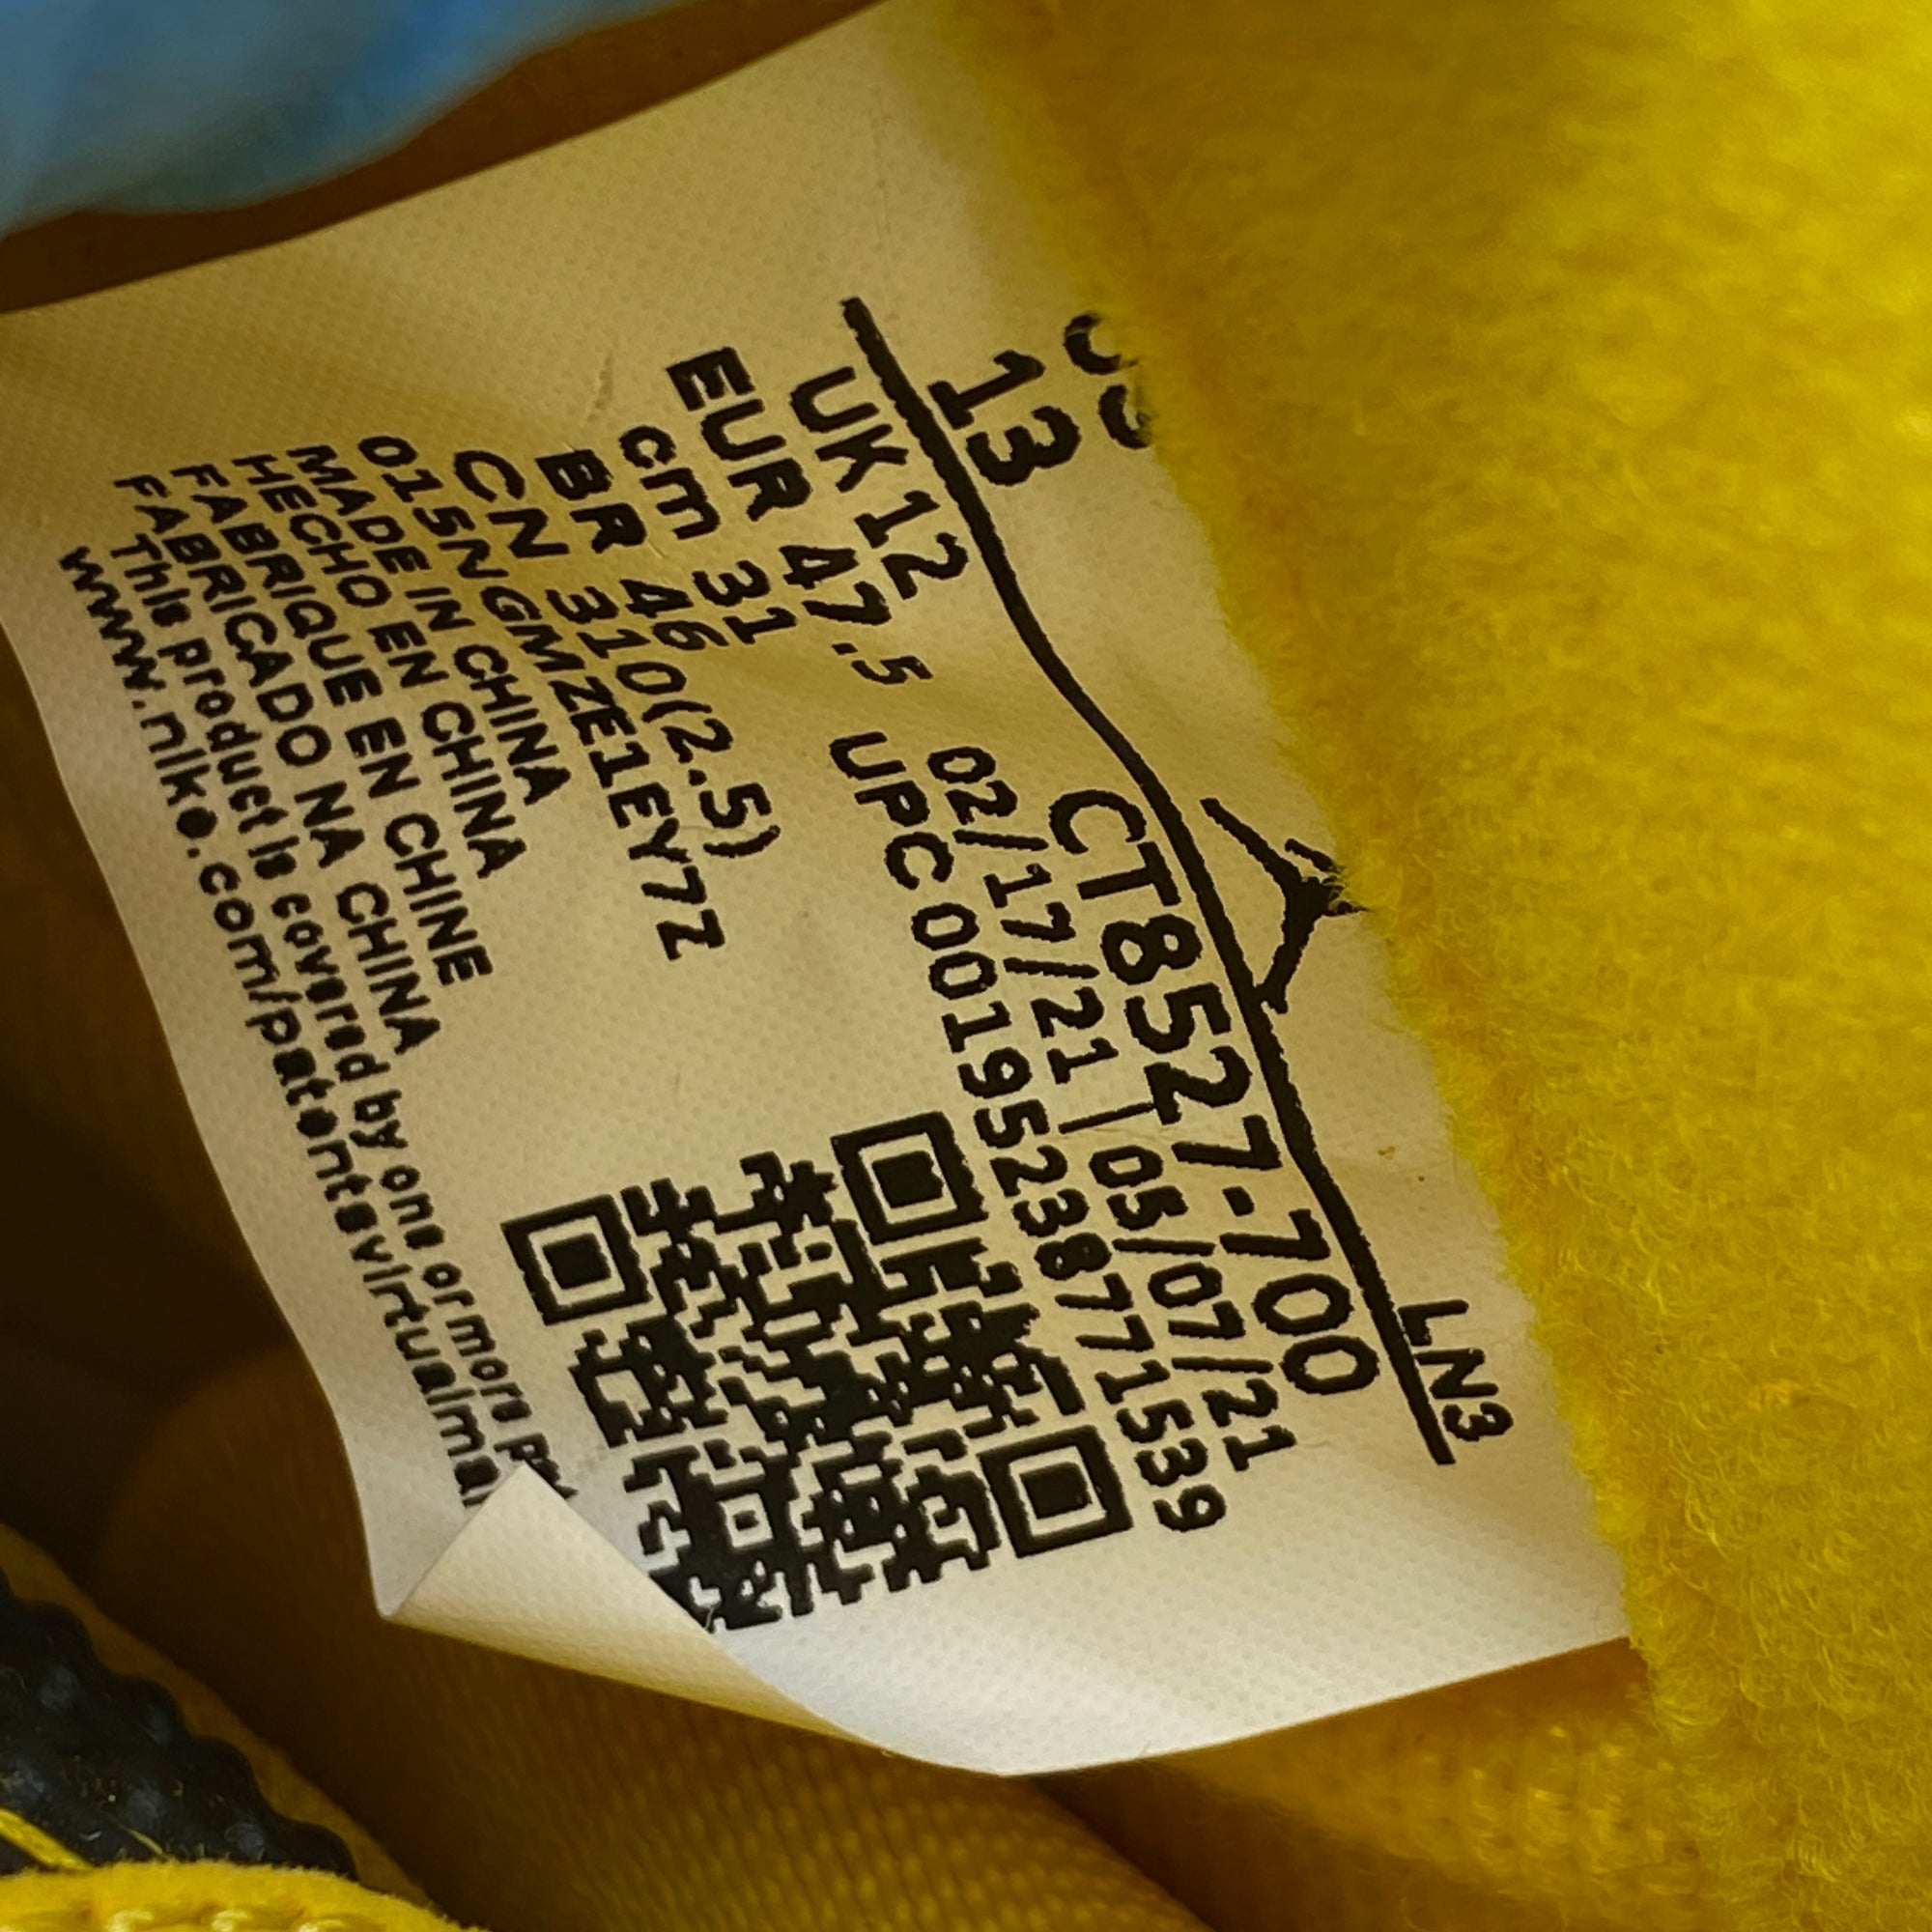 US
13
LN3
UK 12
EUR 47.5
cm 31
BR 46
CN 310(2.5)
CT8527-700
02/17/21 | 05/07/21
UPC 00195238771539
015NGMZE1EY7Z
MADE IN CHINA
HECHO EN CHINA
FABRIQUE EN CHINE
FABRICADO NA CHINA
This product is covered by one or more
www.nike.com/patentsvirtualmar